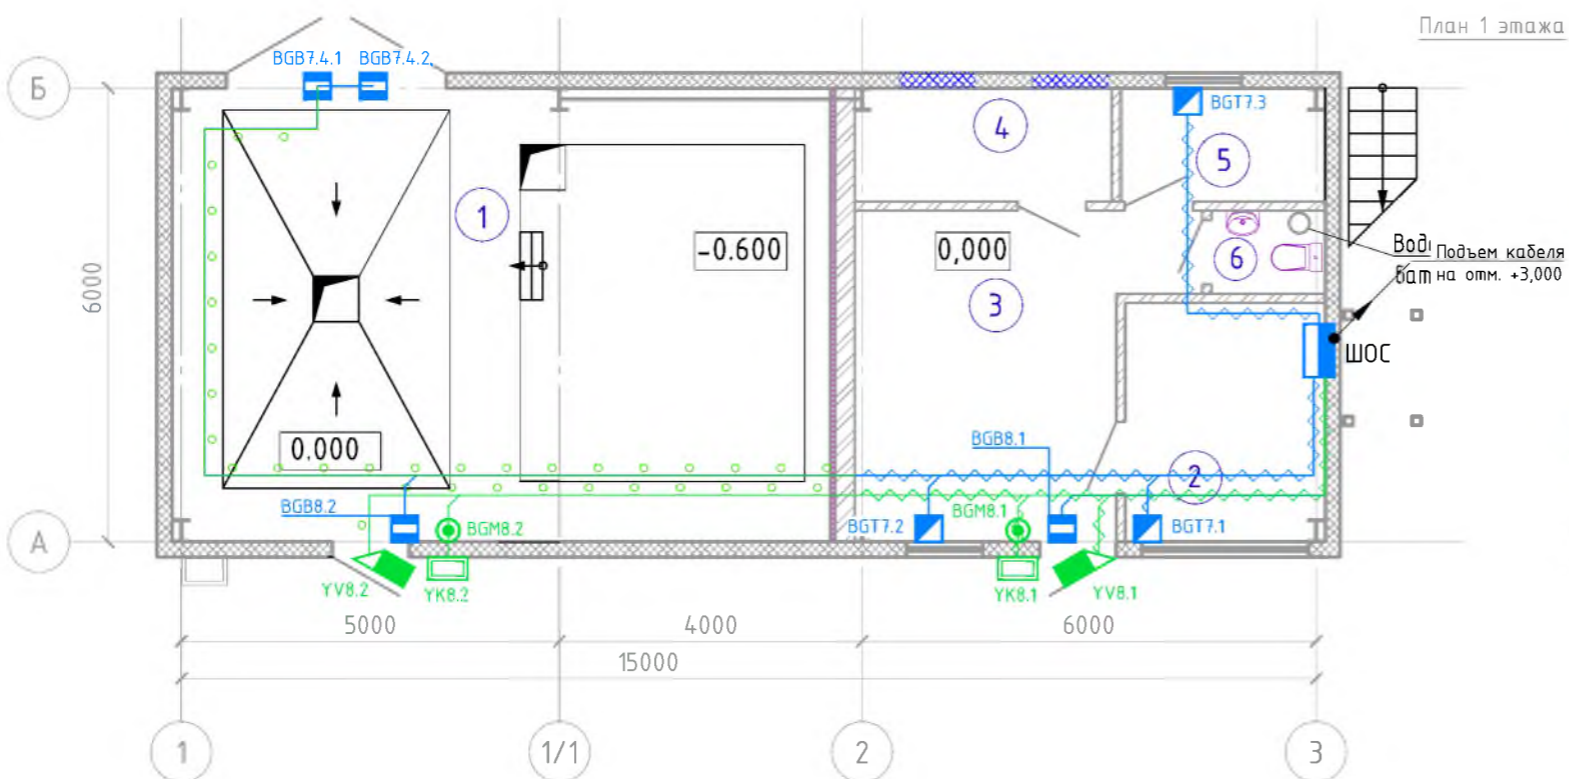 План 1 этажа
BGB7.4.1
BGB7.4.2
Б
BGT7.3
4
5
1
-0.600
0,000
6
Подъем кабеля
на отм. +3,000
3
6000
ШОС
0,000
BGB8.1
2
BGB8.2
BGM8.2
BGT7.2
BGM8.1
BGT7.1
А
YV8.2
YK8.2
YK8.1
YV8.1
5000
4000
6000
15000
1
1/1
2
3